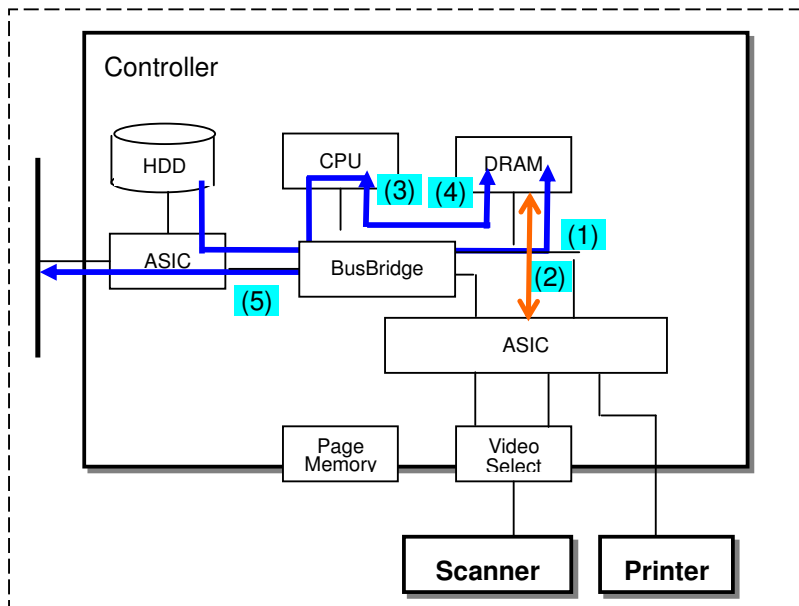 Controller
HDD
CPU
DRAM
(3)
(4)
(1)
ASIC
BusBridge
(2)
(5)
ASIC
Page
Memory
Video
Select
Scanner
Printer